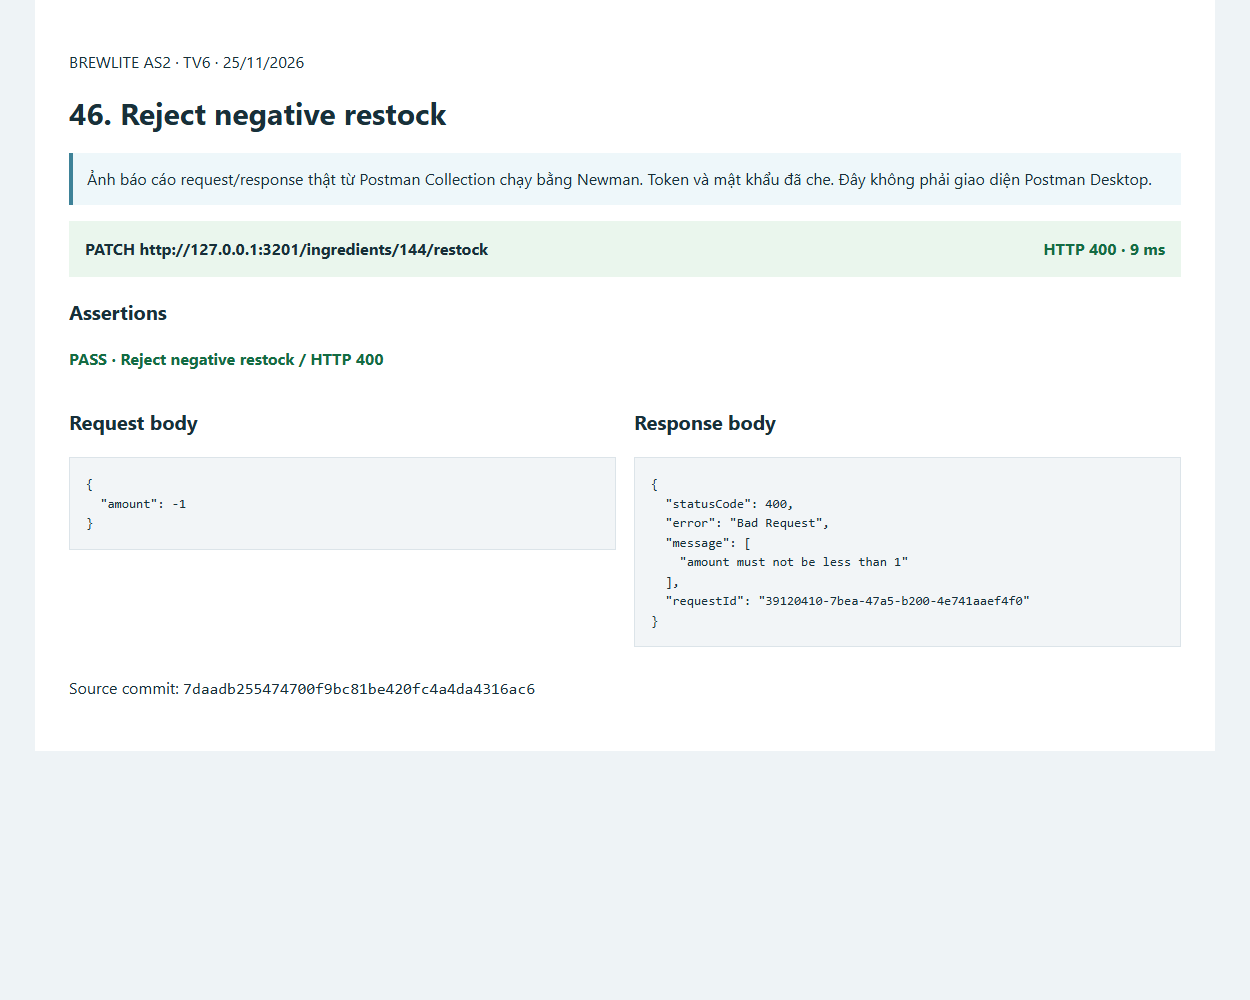 BREWLITE AS2 · TV6 · 25/11/2026
46. Reject negative restock
Ảnh báo cáo request/response thật từ Postman Collection chạy bằng Newman. Token và mật khẩu đã che. Đây không phải giao diện Postman Desktop.
PATCH http://127.0.0.1:3201/ingredients/144/restock
HTTP 400 · 9 ms
Assertions
PASS · Reject negative restock / HTTP 400
Request body
{
  "amount": -1
}
Response body
{
  "statusCode": 400,
  "error": "Bad Request",
  "message": [
    "amount must not be less than 1"
  ],
  "requestId": "39120410-7bea-47a5-b200-4e741aaef4f0"
}
Source commit: 7daadb255474700f9bc81be420fc4a4da4316ac6